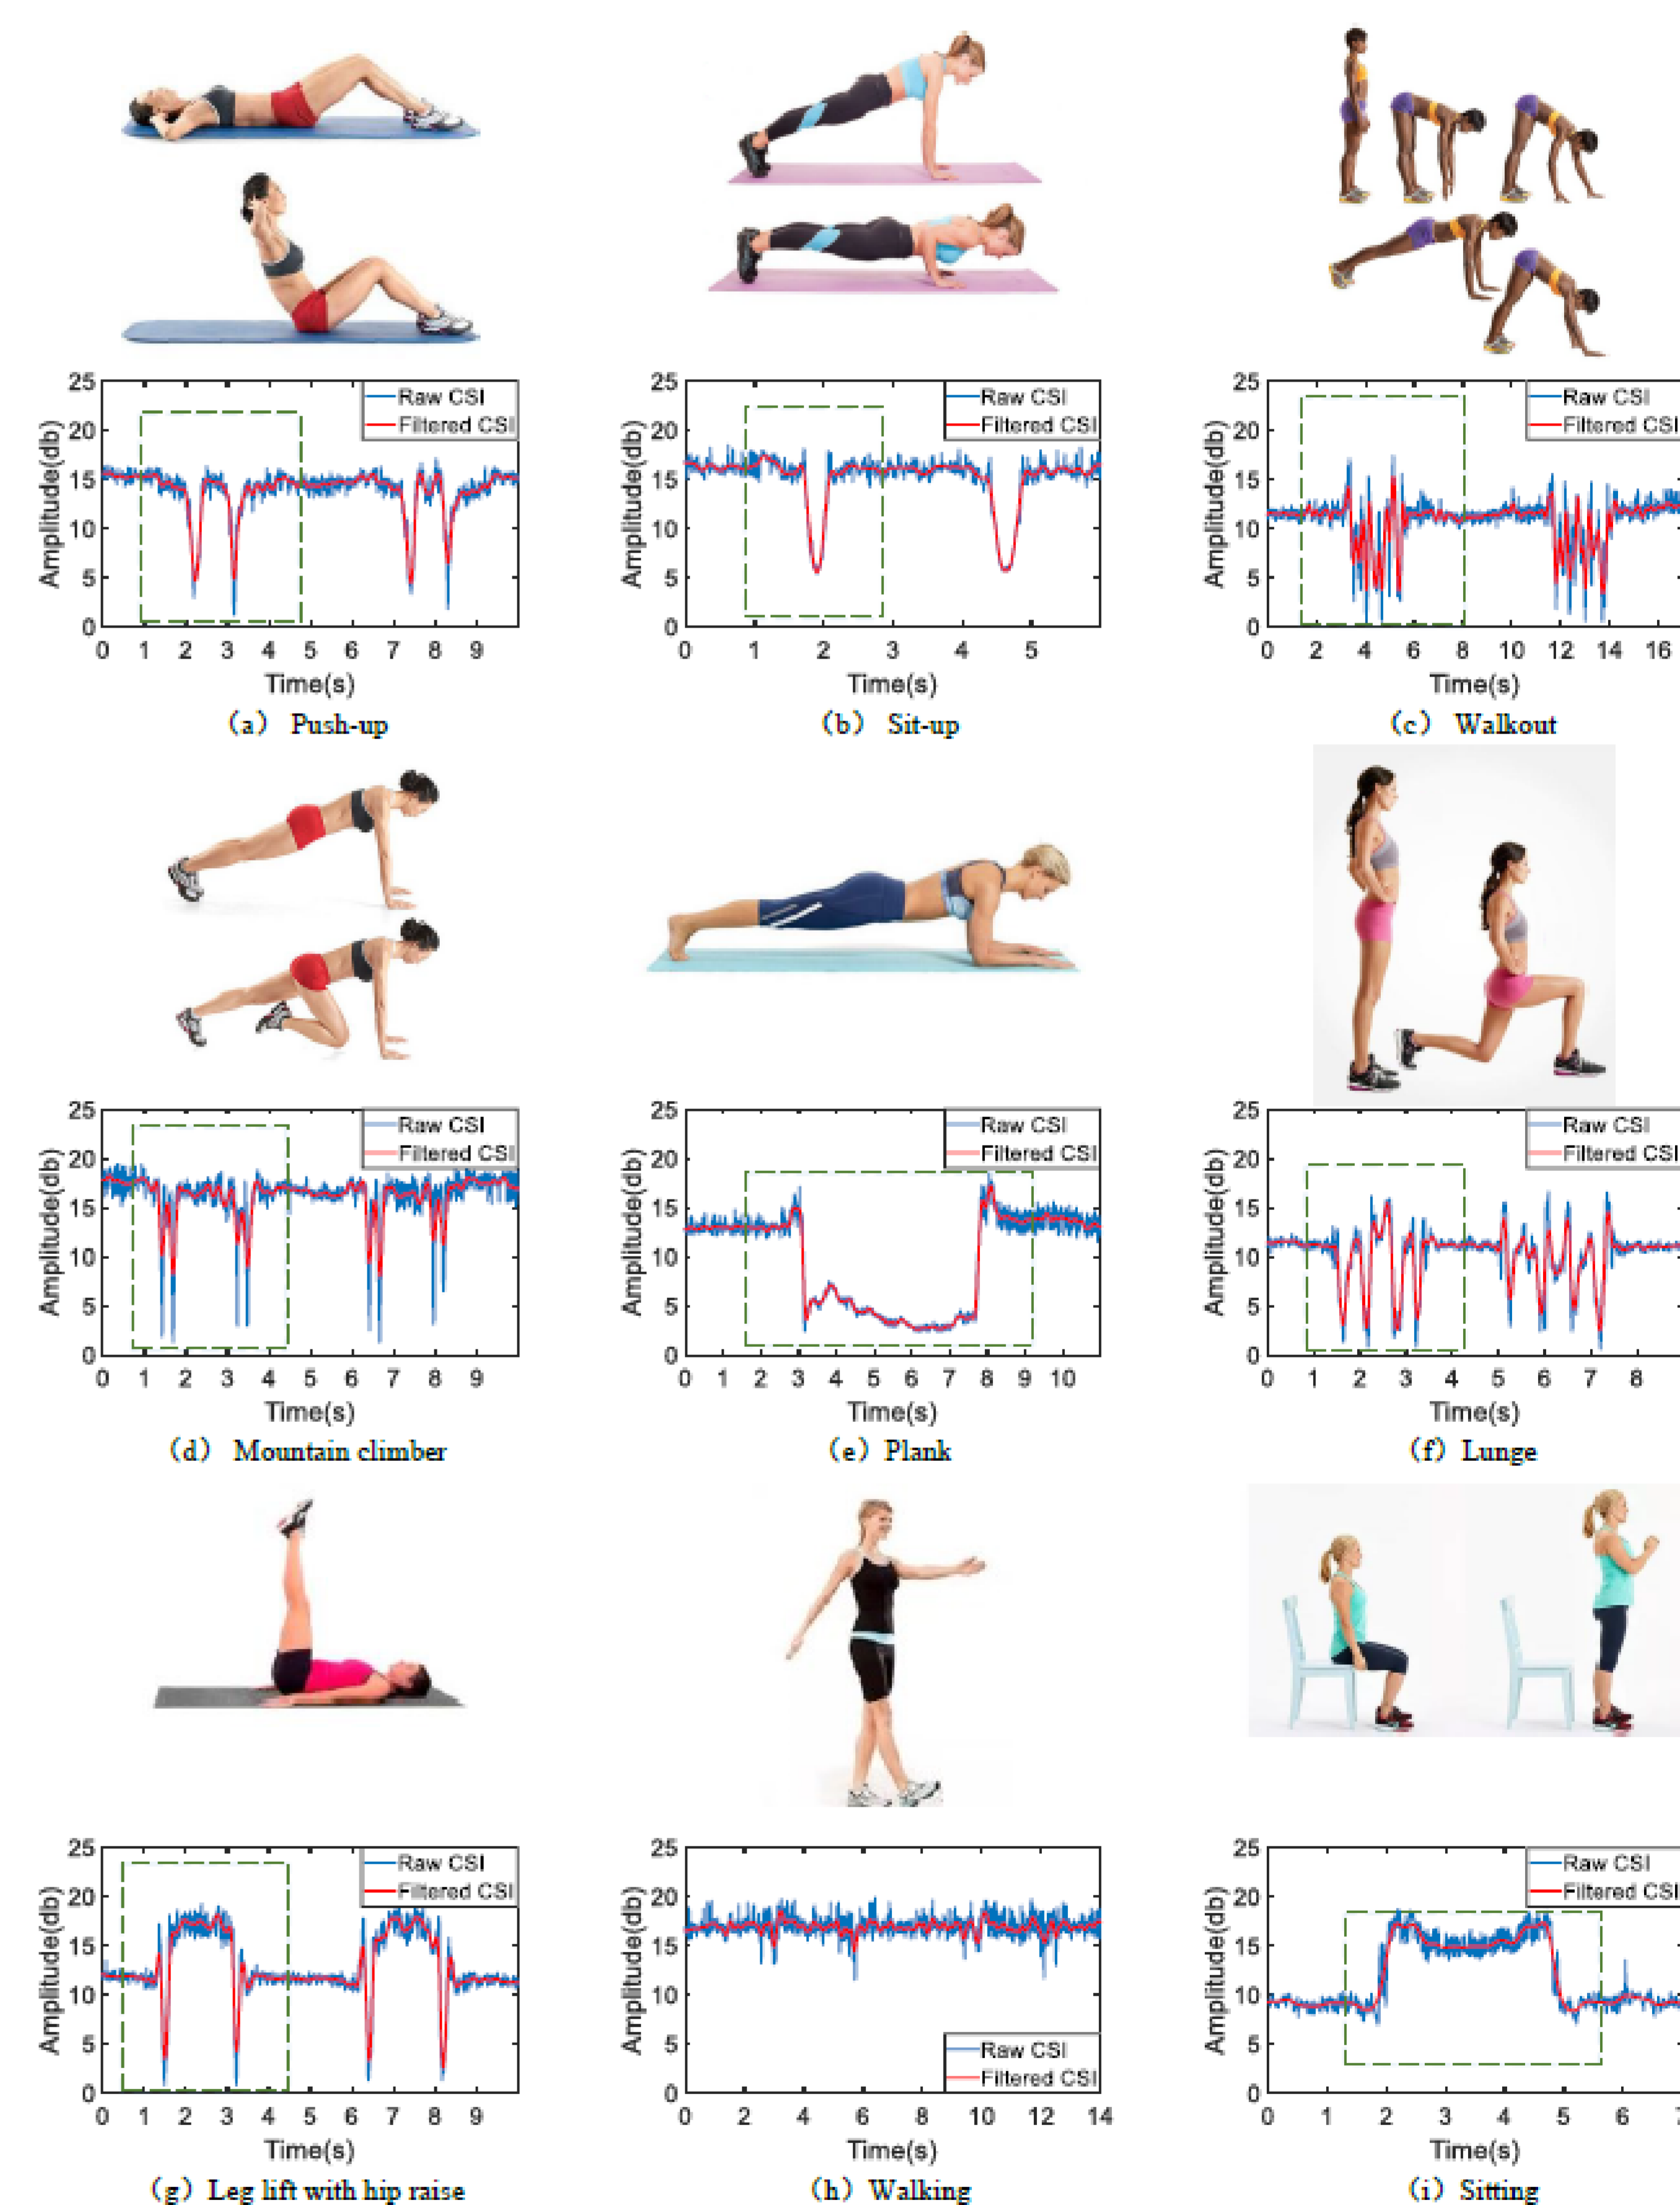 25
20
15
10
5
0
Amplitude(db)
Raw CSI
Filtered CSI
0 1 2 3 4 5 6 7 8 9
Time(s)
(a) Push-up
25
20
15
10
5
0
Amplitude(db)
Raw CSI
Filtered CSI
0 1 2 3 4 5
Time(s)
(b) Sit-up
25
20
15
10
5
0
Amplitude(db)
Raw CSI
Filtered CSI
0 2 4 6 8 10 12 14 16
Time(s)
(c) Walkout
25
20
15
10
5
0
Amplitude(db)
Raw CSI
Filtered CSI
0 1 2 3 4 5 6 7 8 9
Time(s)
(d) Mountain climber
25
20
15
10
5
0
Amplitude(db)
Raw CSI
Filtered CSI
0 1 2 3 4 5 6 7 8 9 10
Time(s)
(e) Plank
25
20
15
10
5
0
Amplitude(db)
Raw CSI
Filtered CSI
0 1 2 3 4 5 6 7 8
Time(s)
(f) Lunge
25
20
15
10
5
0
Amplitude(db)
Raw CSI
Filtered CSI
0 1 2 3 4 5 6 7 8 9
Time(s)
(g) Leg lift with hip raise
25
20
15
10
5
0
Amplitude(db)
Raw CSI
Filtered CSI
0 2 4 6 8 10 12 14
Time(s)
(h) Walking
25
20
15
10
5
0
Amplitude(db)
Raw CSI
Filtered CSI
0 1 2 3 4 5 6
Time(s)
(i) Sitting